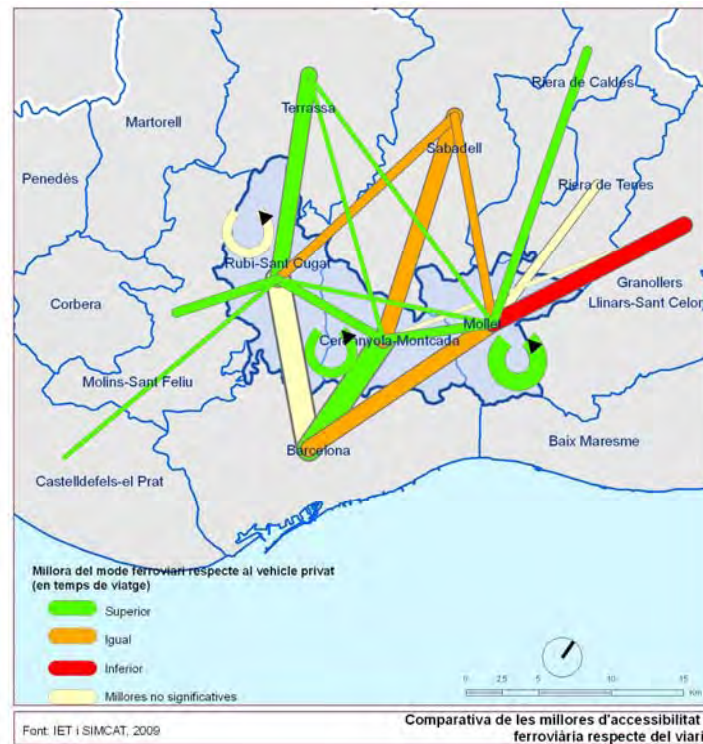 Riera de Caldes
Terrassa
Martorell
Sabadell
Penedès
Riera de Tenes
Rubí-Sant Cugat
Granollers
Corbera
Llinars-Sant Celoni
Mollet
Cerdanyola-Montcada
Molins-Sant Feliu
Baix Maresme
Barcelona
Castelldefels-el Prat
Millora del mode ferroviari respecte al vehicle privat
(en temps de viatge)
Superior
Igual
Inferior
Millores no significatives
0 2,5 5 10 15
Km
Font: IET i SIMCAT, 2009
Comparativa de les millores d'accessibilitat
ferroviària respecte del viari